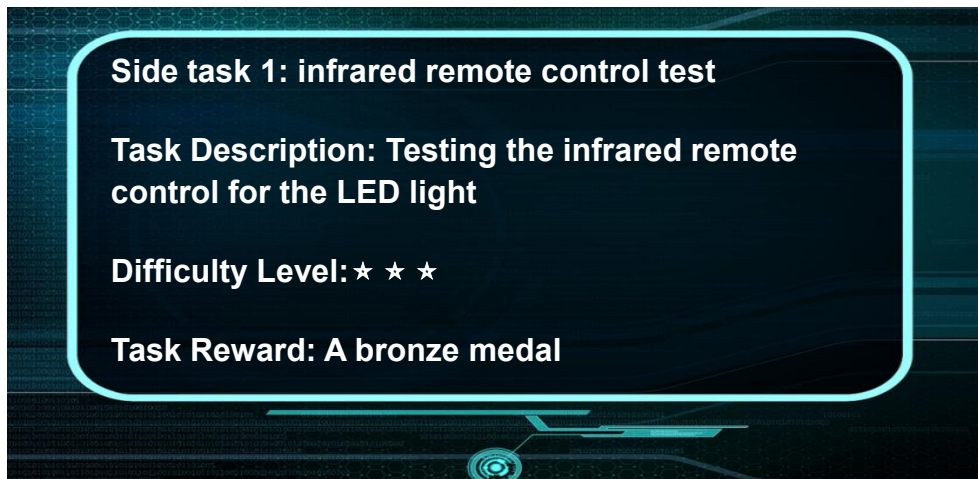 Side task 1: infrared remote control test
Task Description: Testing the infrared remote
control for the LED light
Difficulty Level:★ ★ ★
Task Reward: A bronze medal